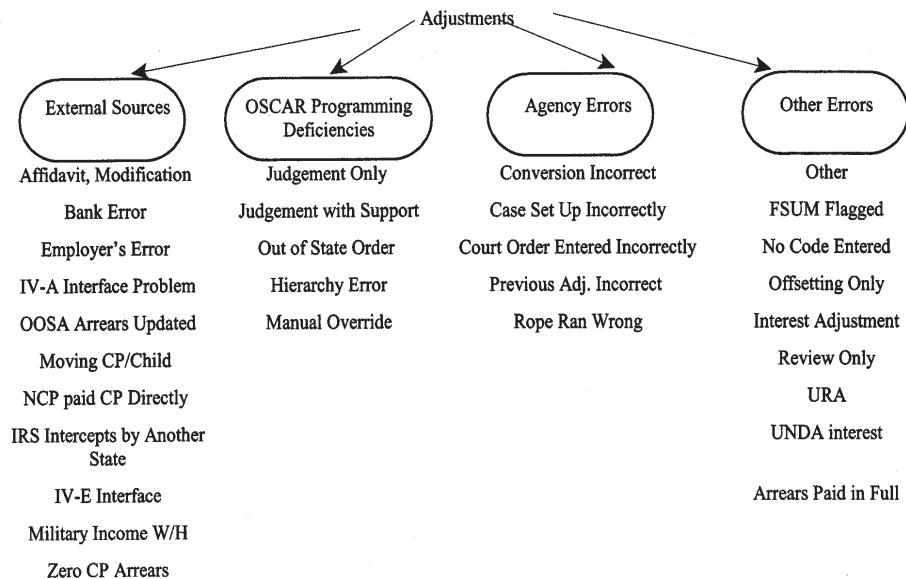 Adjustments
External Sources
Affidavit, Modification
Bank Error
Employer's Error
IV-A Interface Problem
OOSA Arrears Updated
Moving CP/Child
NCP paid CP Directly
IRS Intercepts by Another
State
IV-E Interface
Military Income W/H
Zero CP Arrears
OSCAR Programming
Deficiencies
Judgement Only
Judgement with Support
Out of State Order
Hierarchy Error
Manual Override
Agency Errors
Conversion Incorrect
Case Set Up Incorrectly
Court Order Entered Incorrectly
Previous Adj. Incorrect
Rope Ran Wrong
Other Errors
Other
FSUM Flagged
No Code Entered
Offsetting Only
Interest Adjustment
Review Only
URA
UNDA interest
Arrears Paid in Full